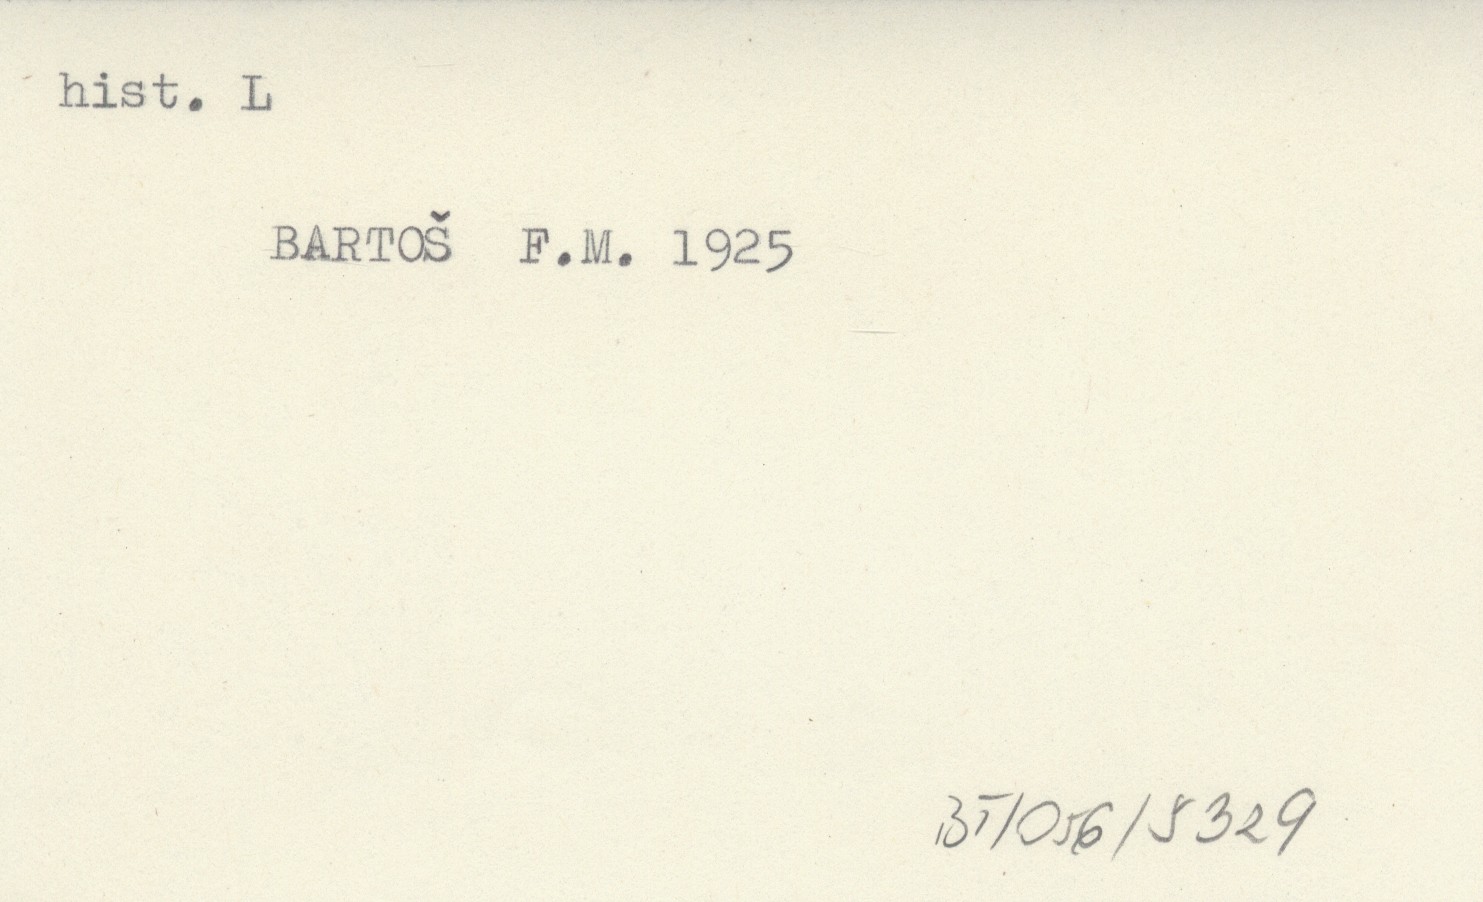 hist. L
BARTOŠ F.M. 1925
BT/056/5329